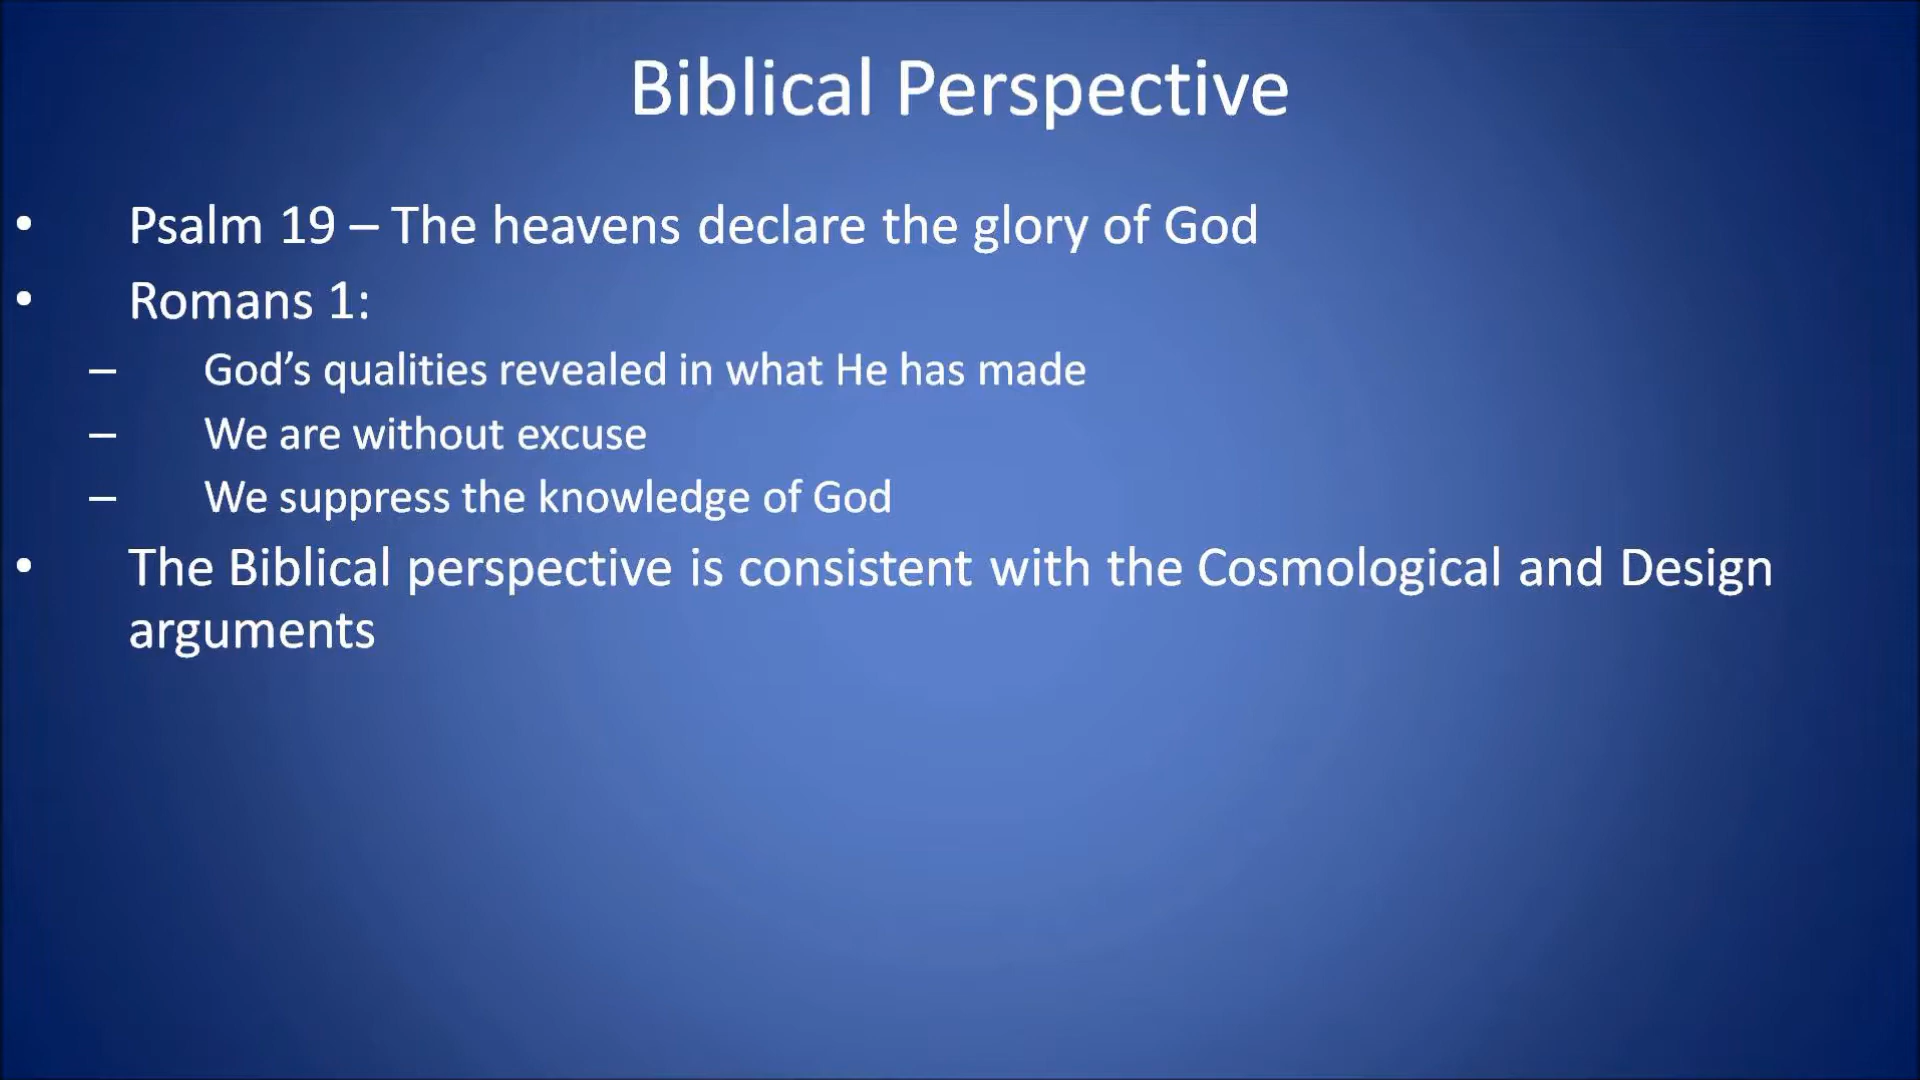 Biblical Perspective
• Psalm 19 – The heavens declare the glory of God
• Romans 1:
– God’s qualities revealed in what He has made
– We are without excuse
– We suppress the knowledge of God
• The Biblical perspective is consistent with the Cosmological and Design
arguments